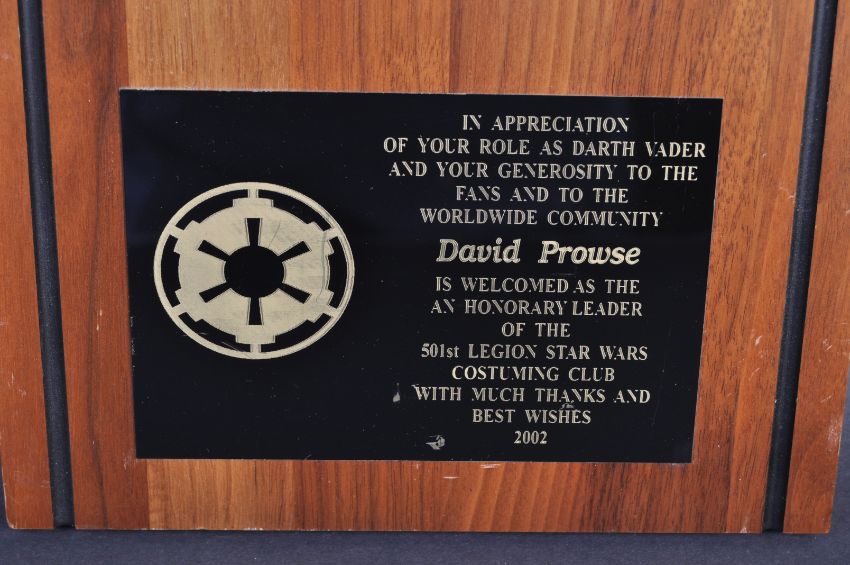 IN APPRECIATION
OF YOUR ROLE AS DARTH VADER
AND YOUR GENEROSITY TO THE
FANS AND TO THE
WORLDWIDE COMMUNITY
David Prowse
IS WELCOMED AS THE
AN HONORARY LEADER
OF THE
501st LEGION STAR WARS
COSTUMING CLUB
WITH MUCH THANKS AND
BEST WISHES
2002